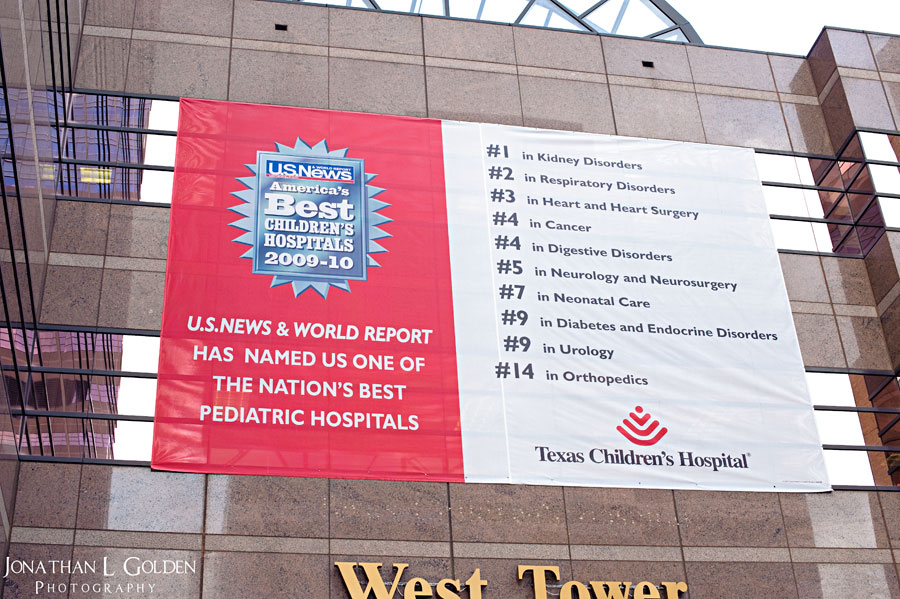 U.S.News
America's
Best
CHILDREN'S
HOSPITALS
2009-10
U.S.NEWS & WORLD REPORT
HAS NAMED US ONE OF
THE NATION'S BEST
PEDIATRIC HOSPITALS
#1 in Kidney Disorders
#2 in Respiratory Disorders
#3 in Heart and Heart Surgery
#4 in Cancer
#4 in Digestive Disorders
#5 in Neurology and Neurosurgery
#7 in Neonatal Care
#9 in Diabetes and Endocrine Disorders
#9 in Urology
#14 in Orthopedics
Texas Children's Hospital
West Tower
JONATHAN L GOLDEN
PHOTOGRAPHY